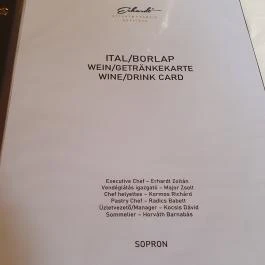 Erhardt
ITAL/BORLAP
WEIN/GETRÄNKEKARTE
WINE/DRINK CARD
Executive Chef – Erhardt Zoltán
Vendéglátás igazgató – Major Zsolt
Chef helyettes – Kormos Richárd
Pastry Chef – Radics Babett
Üzletvezető/Manager – Kocsis Dávid
Sommelier – Horváth Barnabás
SOPRON